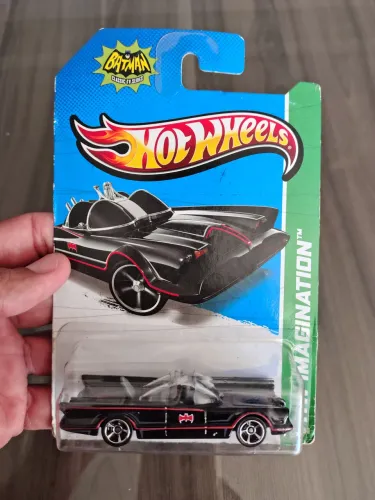 BATMAN
CLASSIC TV SERIES
HOT WHEELS
IMAGINATION™